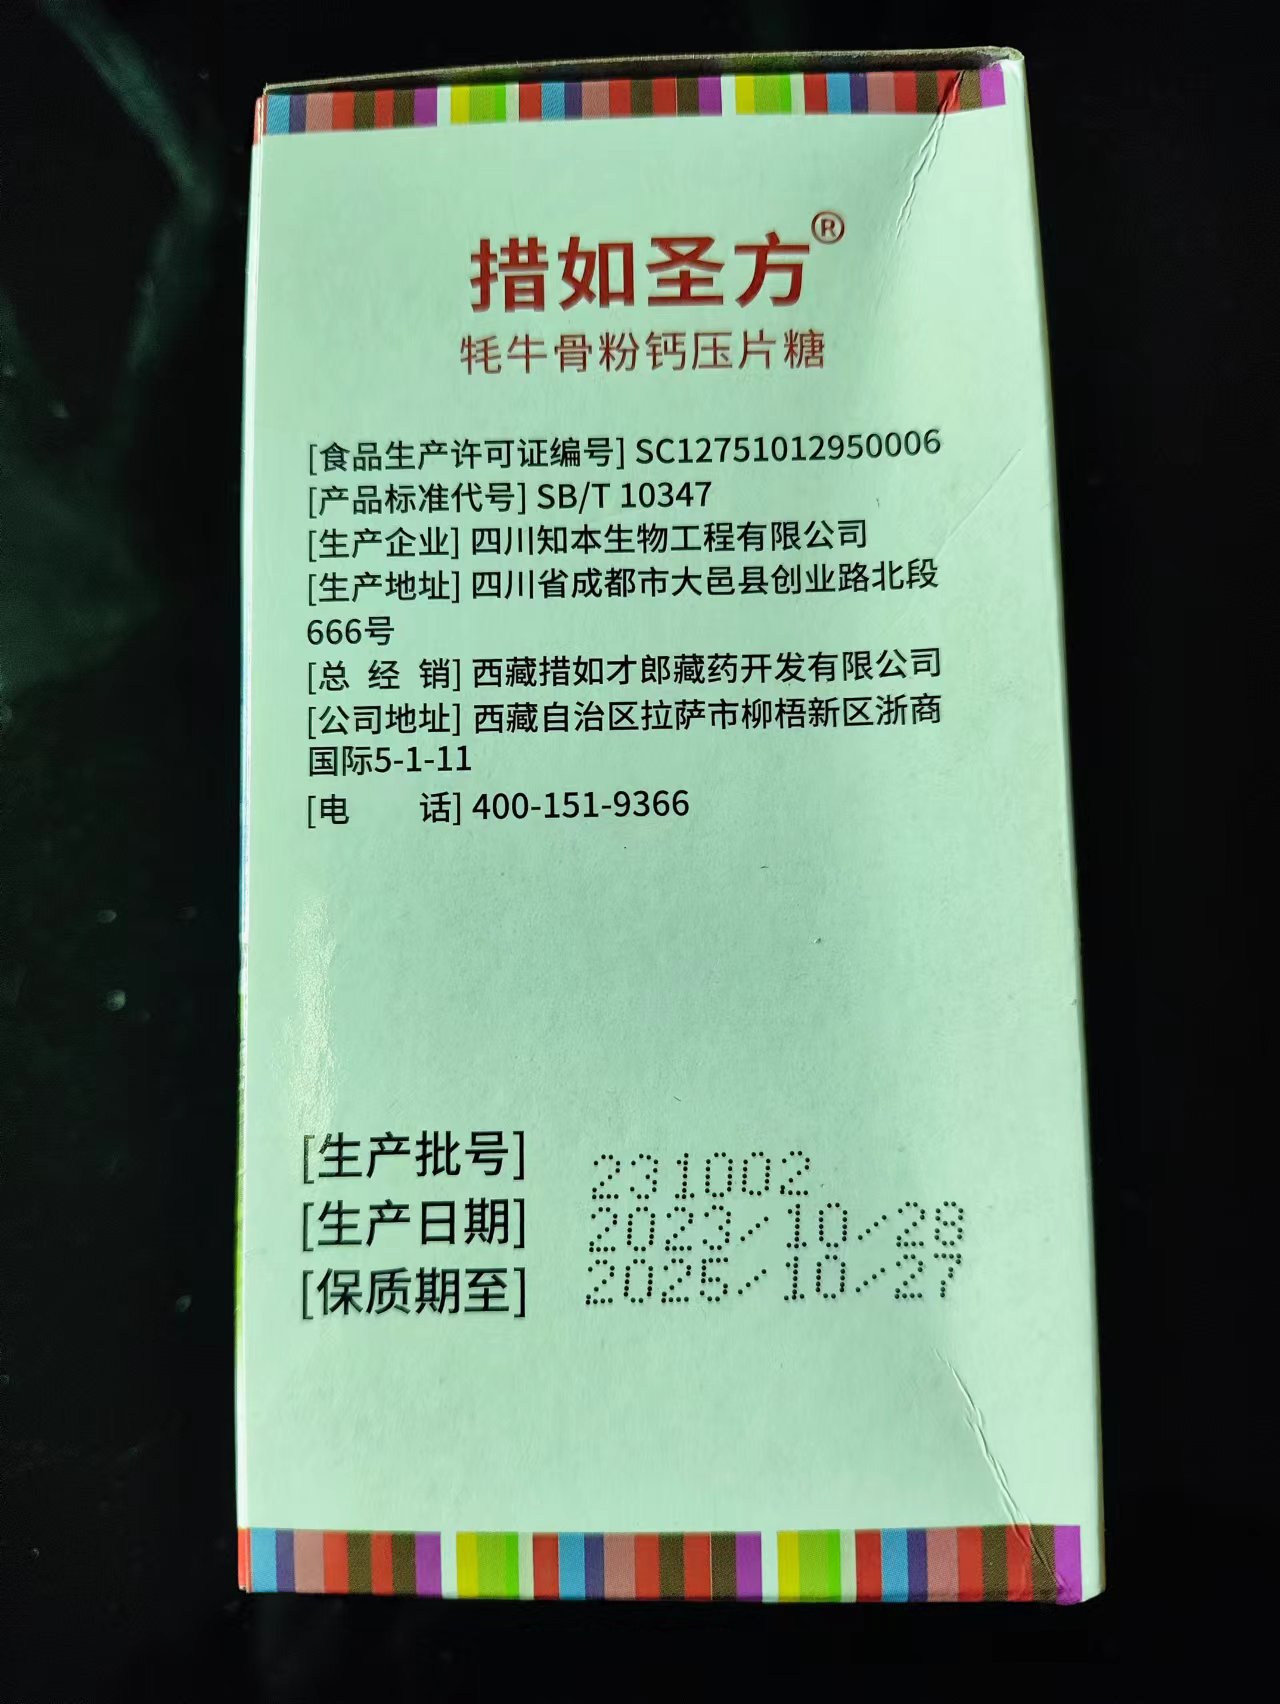 措如圣方®
牦牛骨粉钙压片糖
[食品生产许可证编号] SC12751012950006
[产品标准代号] SB/T 10347
[生产企业] 四川知本生物工程有限公司
[生产地址] 四川省成都市大邑县创业路北段
666号
[总 经 销] 西藏措如才郎藏药开发有限公司
[公司地址] 西藏自治区拉萨市柳梧新区浙商
国际5-1-11
[电 话] 400-151-9366
[生产批号] 231002
[生产日期] 2023/10/28
[保质期至] 2025/10/27